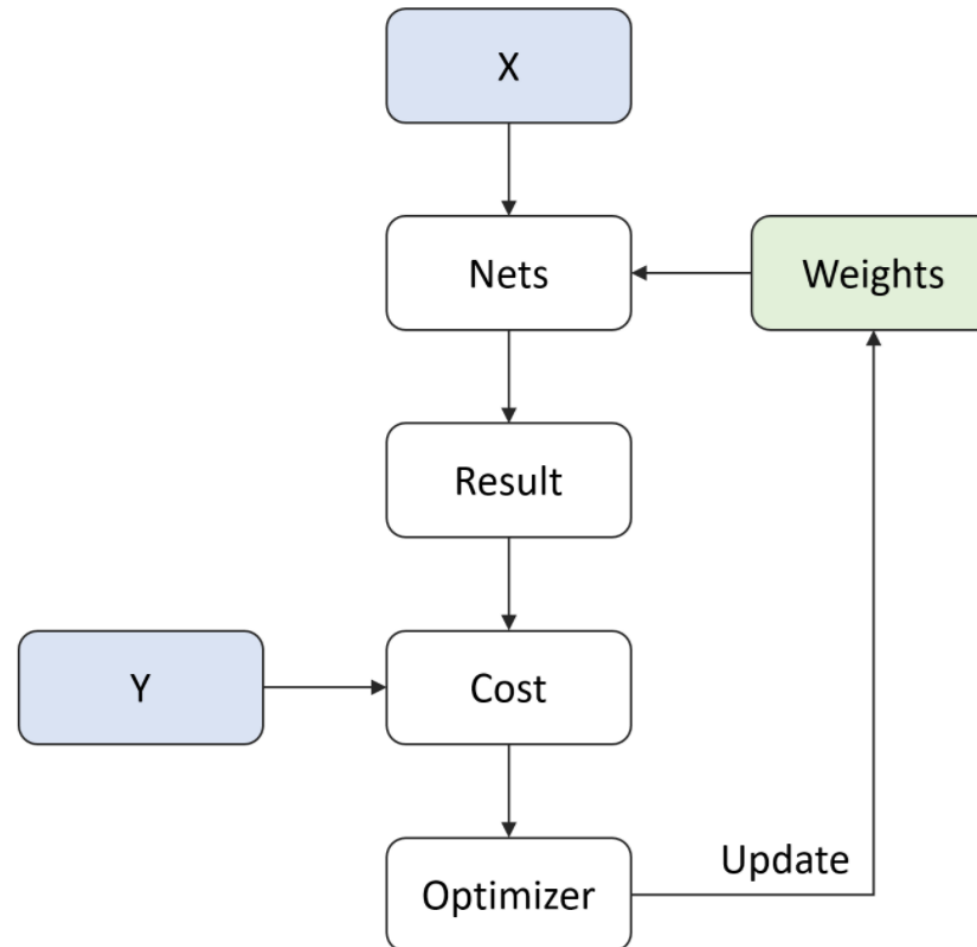 X
Nets
Weights
Result
Y
Cost
Update
Optimizer